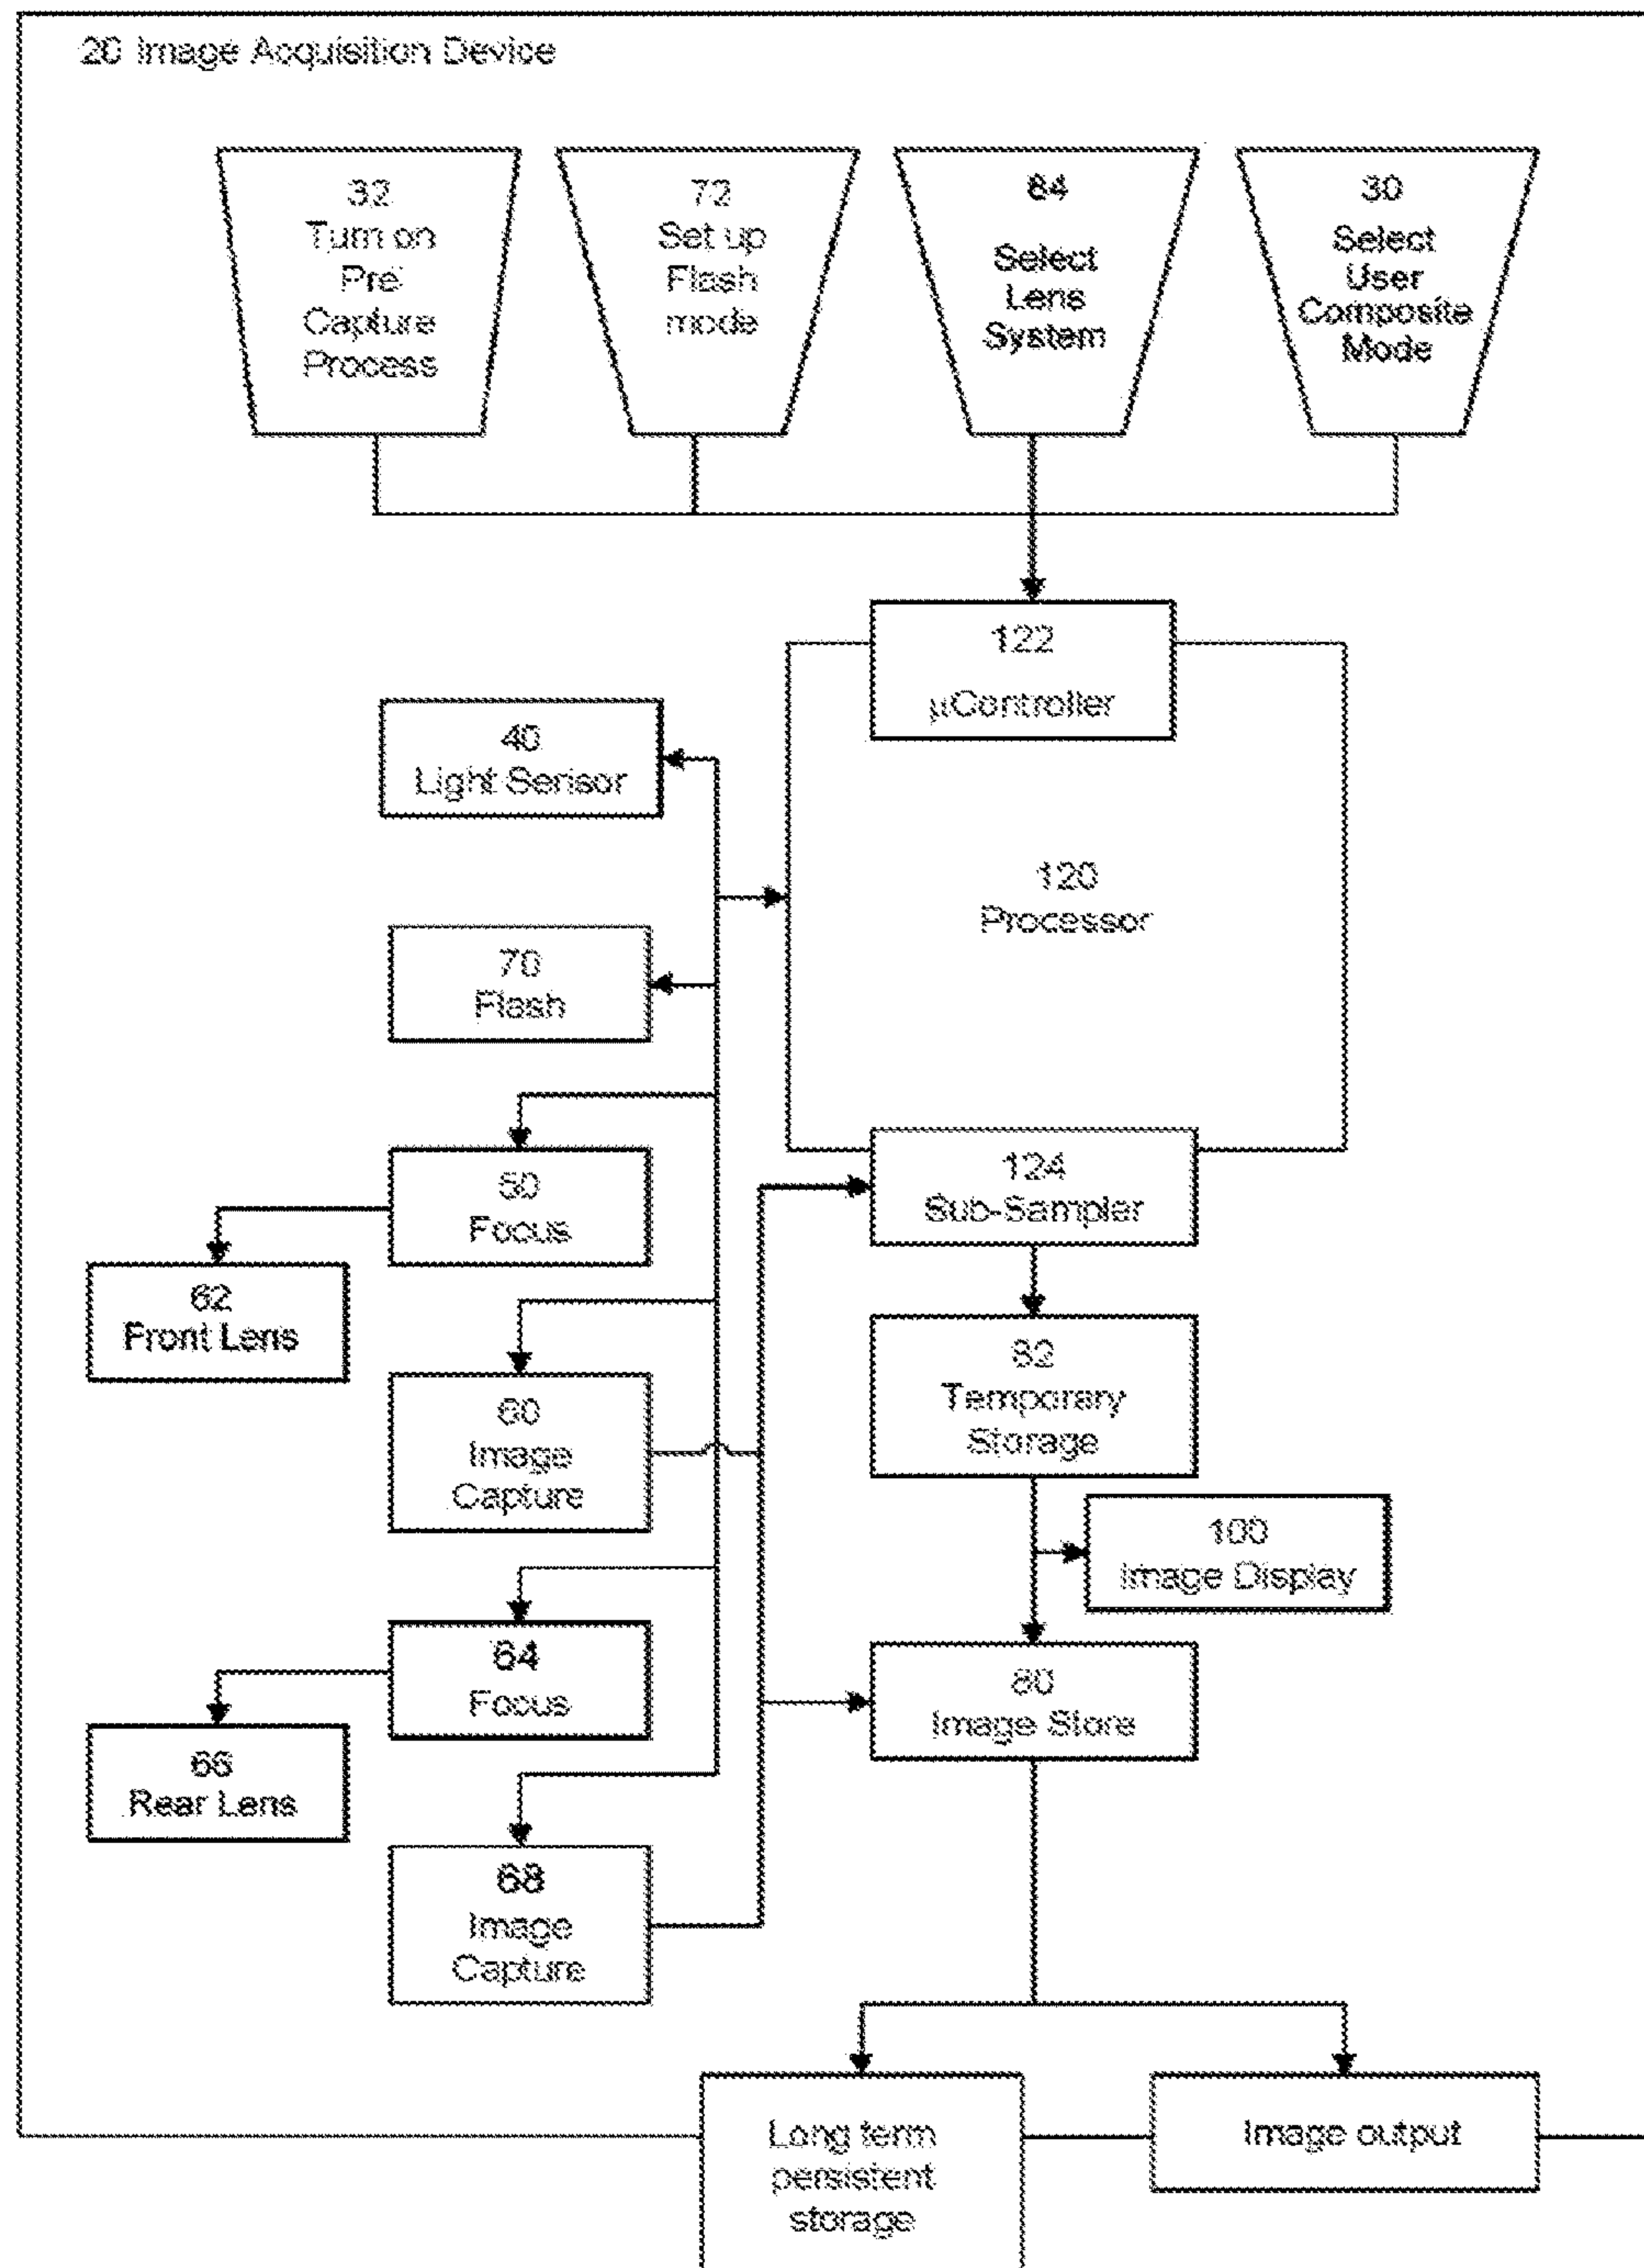 20 Image Acquisition Device
32
Turn on
Pre
Capture
Process
72
Set up
Flash
mode
84
Select
Lens
System
30
Select
User
Composite
Mode
122
µController
40
Light Sensor
120
Processor
70
Flash
50
Focus
124
Sub-Sampler
62
Front Lens
82
Temporary
Storage
60
Image
Capture
100
Image Display
64
Focus
80
Image Store
66
Rear Lens
68
Image
Capture
Long term
persistent
storage
Image output